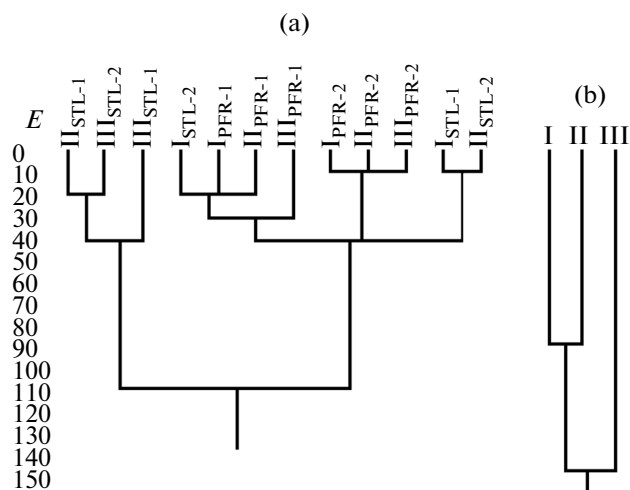 (a)
E
II STL-1
III STL-2
III STL-1
I STL-2
I PFR-1
II PFR-1
III PFR-1
I PFR-2
II PFR-2
III PFR-2
I STL-1
II STL-2
0
10
20
30
40
50
60
70
80
90
100
110
120
130
140
150
(b)
I II III